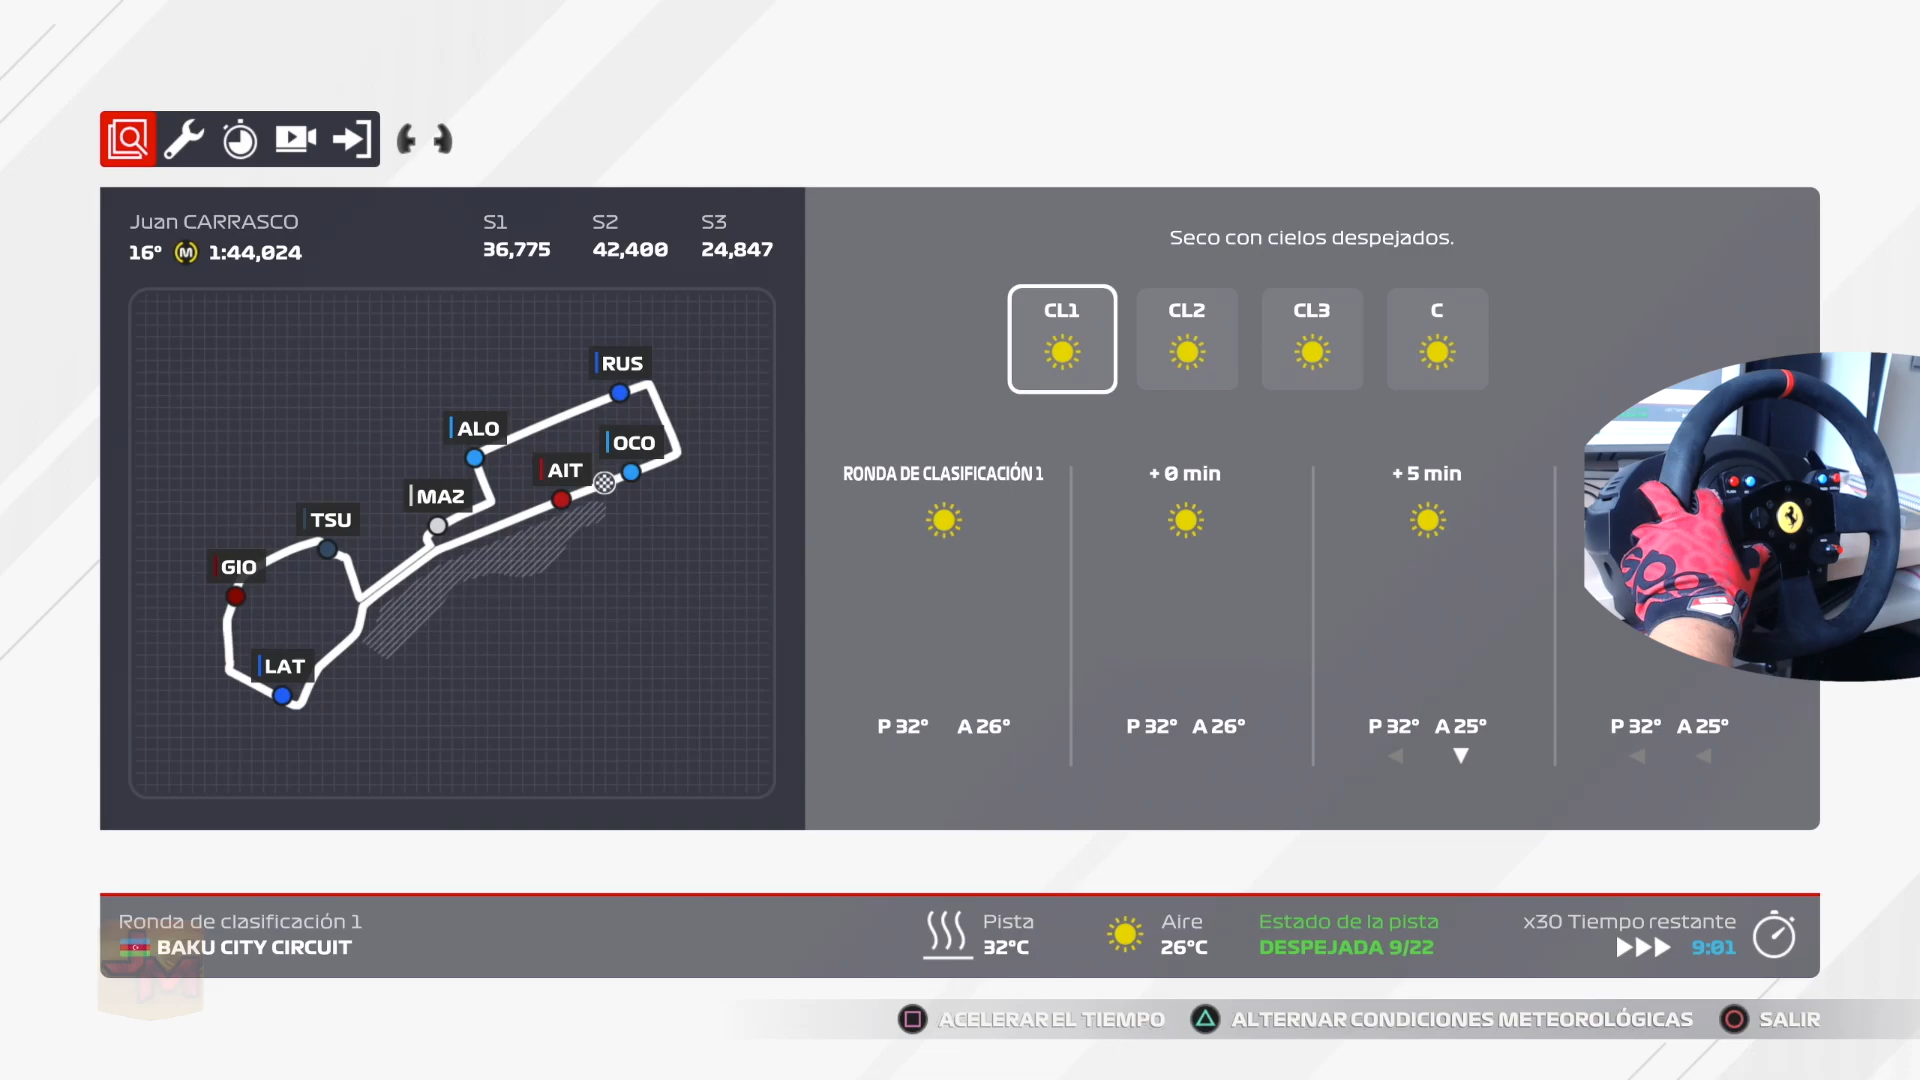 Juan CARRASCO
16° M 1:44,024
S1 S2 S3
36,775 42,400 24,847
RUS
ALO
OCO
AIT
MAZ
TSU
GIO
LAT
Seco con cielos despejados.
CL1 CL2 CL3 C
RONDA DE CLASIFICACIÓN 1 + 0 min + 5 min
P 32° A 26° P 32° A 26° P 32° A 25° P 32° A 25°
Ronda de clasificación 1
BAKU CITY CIRCUIT
Pista
32°C
Aire
26°C
Estado de la pista
DESPEJADA 9/22
x30 Tiempo restante
9:01
ACELERAR EL TIEMPO ALTERNAR CONDICIONES METEOROLÓGICAS SALIR